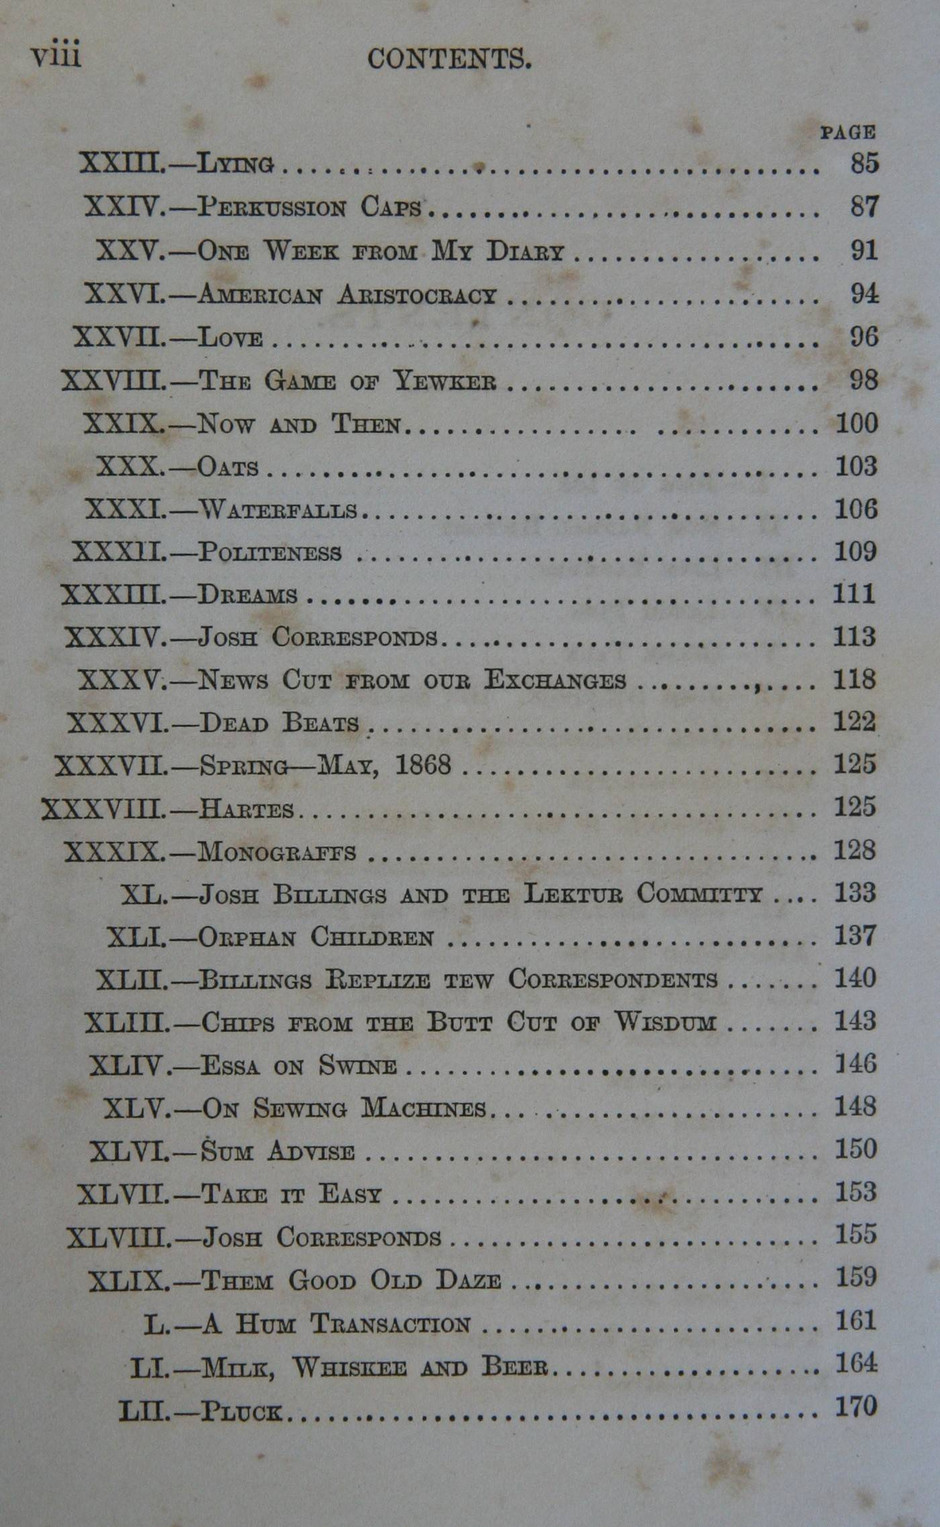 viii CONTENTS.
PAGE
XXIII.—Lying........................................ 85
XXIV.—Perkussion Caps............................. 87
XXV.—One Week from My Diary.................. 91
XXVI.—American Aristocracy....................... 94
XXVII.—Love........................................ 96
XXVIII.—The Game of Yewker....................... 98
XXIX.—Now and Then.............................. 100
XXX.—Oats........................................ 103
XXXI.—Waterfalls.................................. 106
XXXII.—Politeness.................................. 109
XXXIII.—Dreams..................................... 111
XXXIV.—Josh Corresponds........................... 113
XXXV.—News Cut from our Exchanges.............. 118
XXXVI.—Dead Beats................................. 122
XXXVII.—Spring—May, 1868.......................... 125
XXXVIII.—Hartes...................................... 125
XXXIX.—Monograffs................................. 128
XL.—Josh Billings and the Lektur Committy.... 133
XLI.—Orphan Children........................... 137
XLII.—Billings Replize tew Correspondents....... 140
XLIII.—Chips from the Butt Cut of Wisdum....... 143
XLIV.—Essa on Swine.............................. 146
XLV.—On Sewing Machines........................ 148
XLVI.—Sum Advise................................. 150
XLVII.—Take it Easy............................... 153
XLVIII.—Josh Corresponds........................... 155
XLIX.—Them Good Old Daze....................... 159
L.—A Hum Transaction......................... 161
LI.—Milk, Whiskee and Beer.................... 164
LII.—Pluck....................................... 170